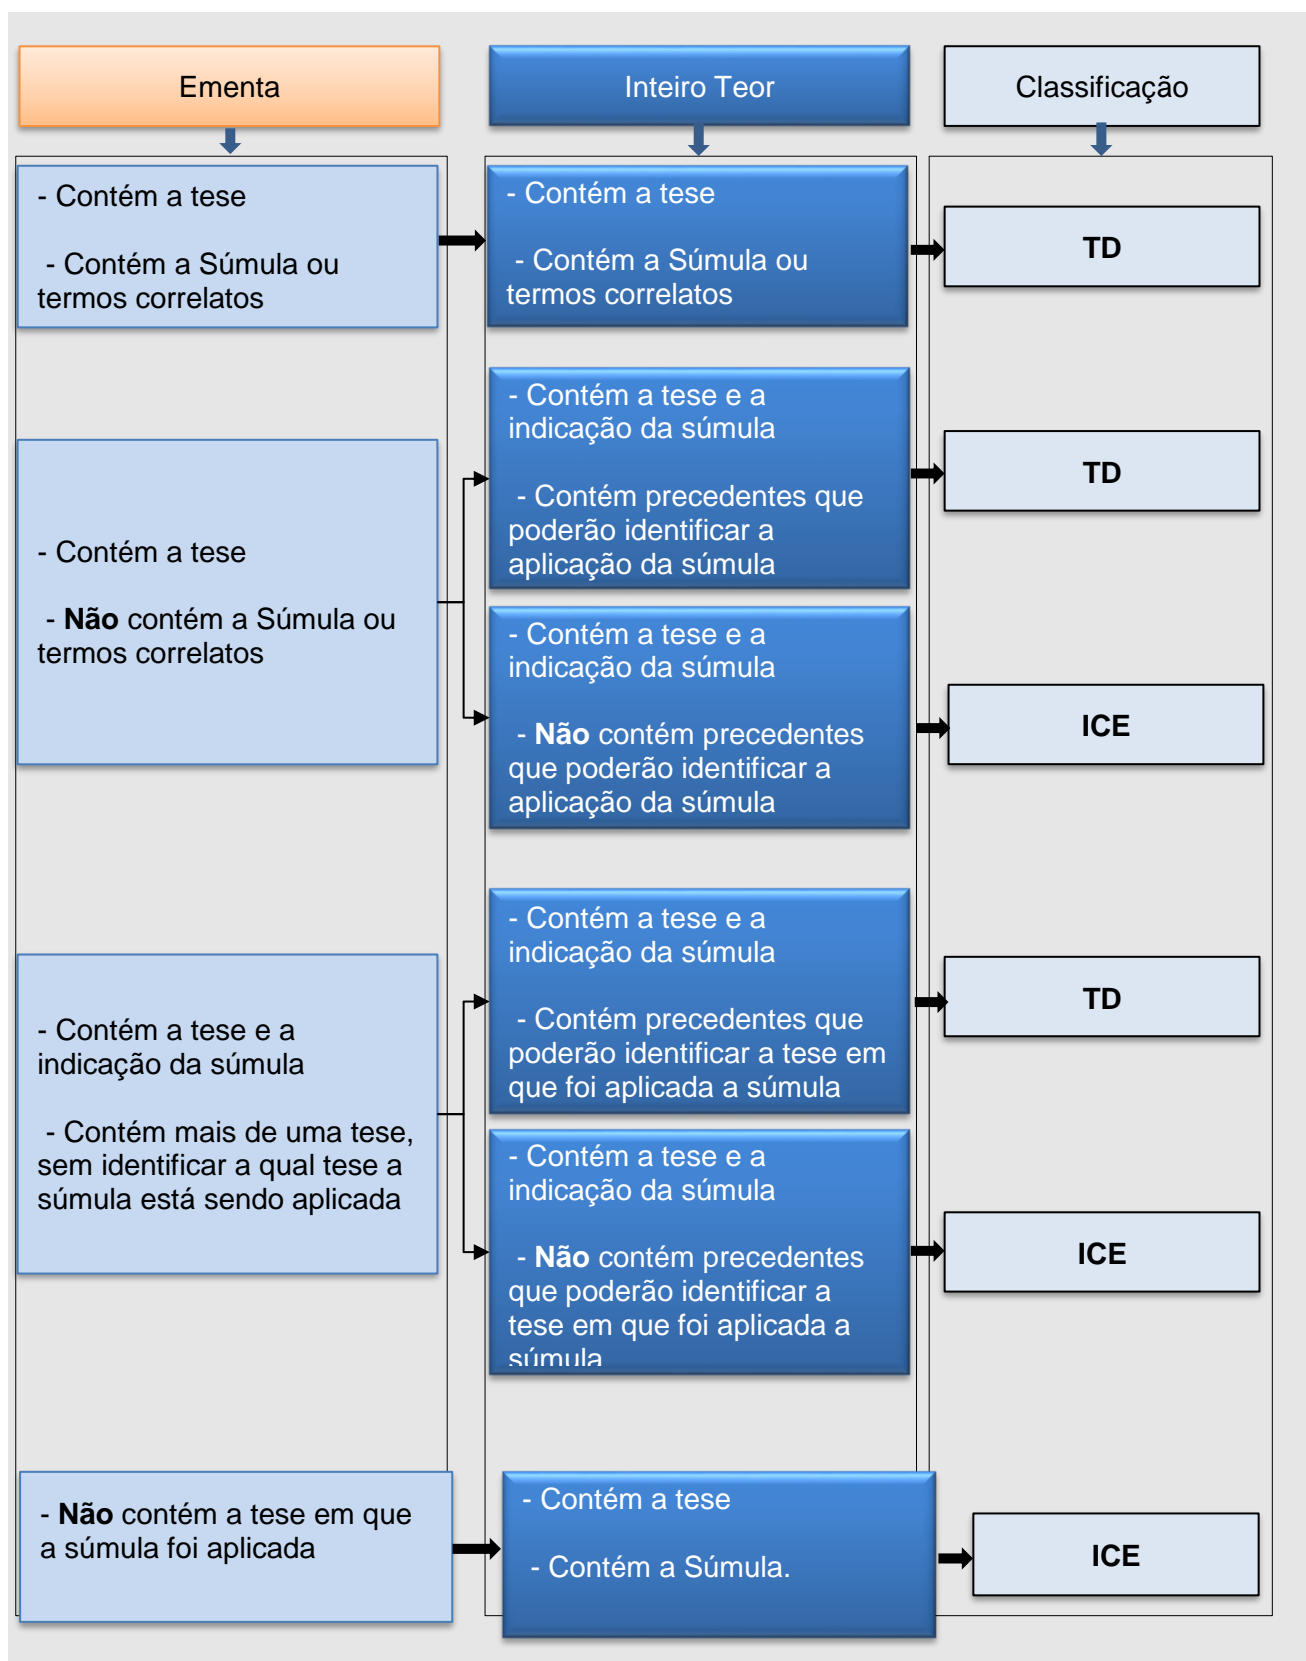 Ementa
Inteiro Teor
Classificação
- Contém a tese
- Contém a Súmula ou
termos correlatos
- Contém a tese
- Contém a Súmula ou
termos correlatos
TD
- Contém a tese
- Não contém a Súmula ou
termos correlatos
- Contém a tese e a
indicação da súmula
- Contém precedentes que
poderão identificar a
aplicação da súmula
TD
- Contém a tese e a
indicação da súmula
- Não contém precedentes
que poderão identificar a
aplicação da súmula
ICE
- Contém a tese e a
indicação da súmula
- Contém mais de uma tese,
sem identificar a qual tese a
súmula está sendo aplicada
- Contém a tese e a
indicação da súmula
- Contém precedentes que
poderão identificar a tese em
que foi aplicada a súmula
TD
- Contém a tese e a
indicação da súmula
- Não contém precedentes
que poderão identificar a
tese em que foi aplicada a
súmula
ICE
- Não contém a tese em que
a súmula foi aplicada
- Contém a tese
- Contém a Súmula.
ICE